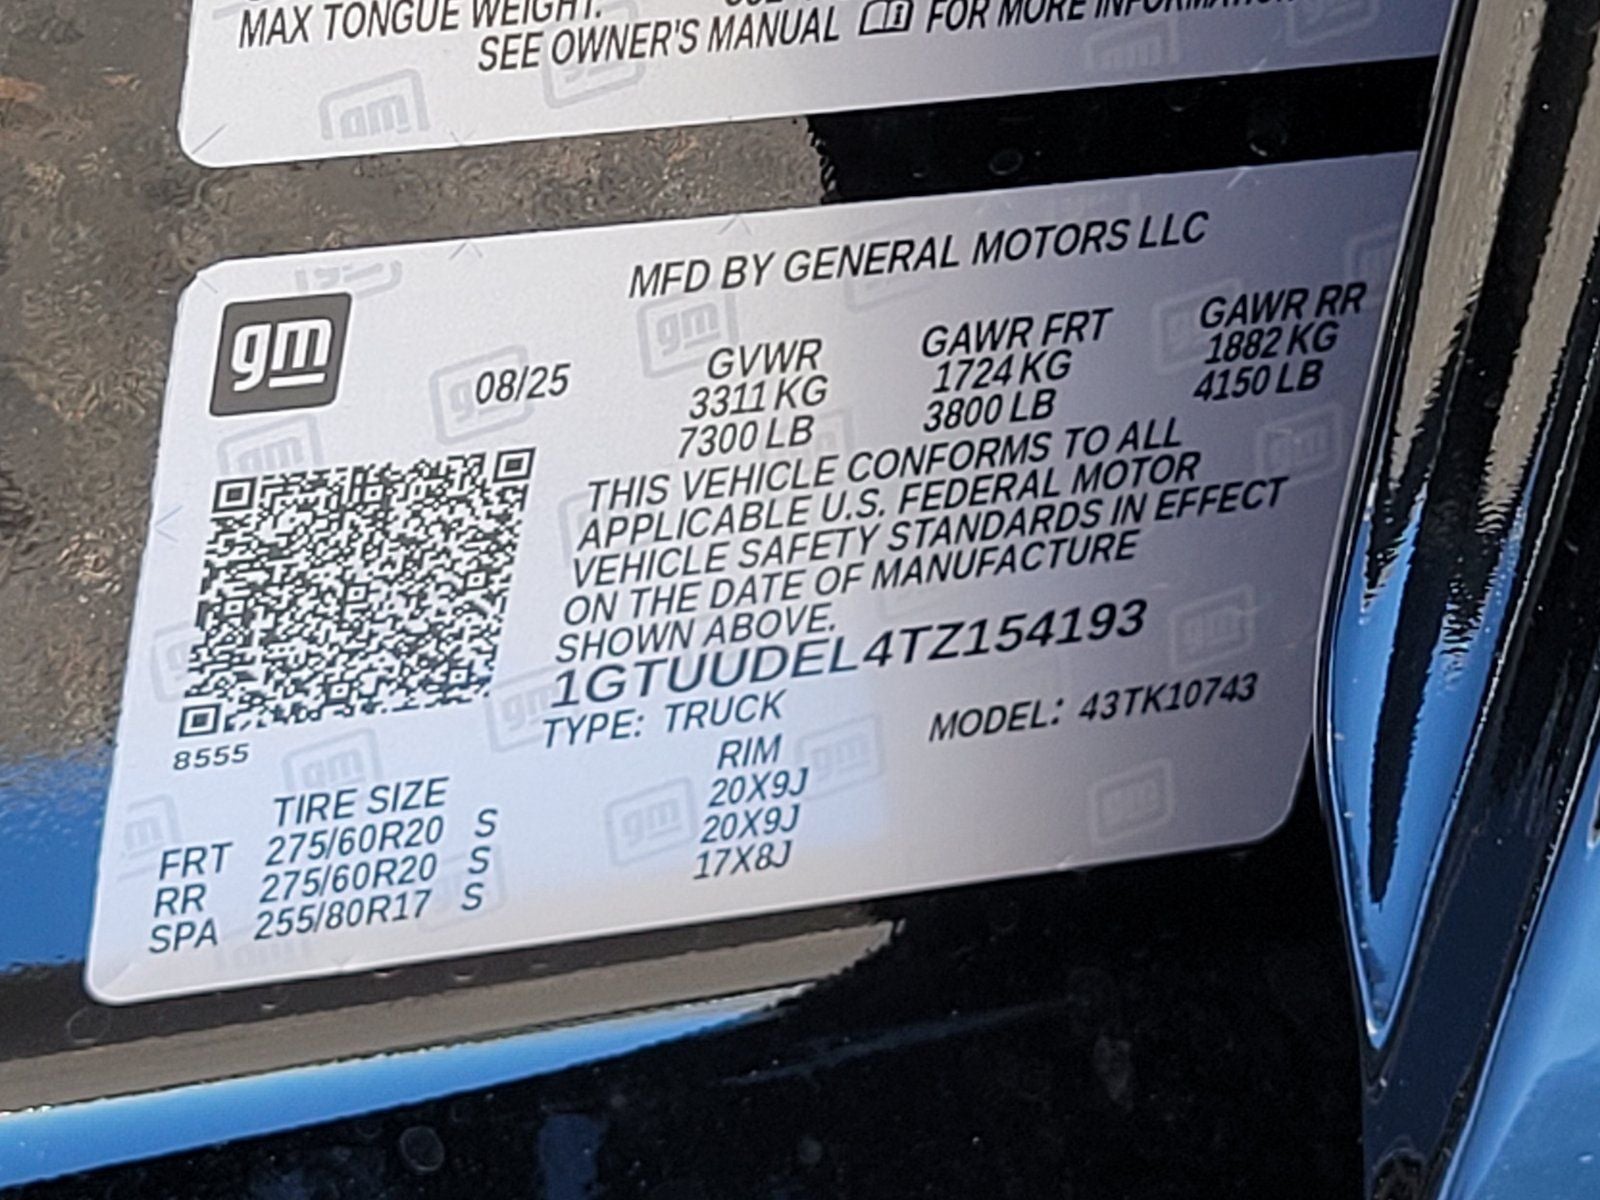 MAX TONGUE WEIGHT:
SEE OWNER'S MANUAL FOR MORE INFORMATION
MFD BY GENERAL MOTORS LLC
gm
08/25
GVWR GAWR FRT GAWR RR
3311 KG 1724 KG 1882 KG
7300 LB 3800 LB 4150 LB
THIS VEHICLE CONFORMS TO ALL
APPLICABLE U.S. FEDERAL MOTOR
VEHICLE SAFETY STANDARDS IN EFFECT
ON THE DATE OF MANUFACTURE
SHOWN ABOVE.
1GTUUDEL4TZ154193
TYPE: TRUCK MODEL: 43TK10743
8555
TIRE SIZE RIM
FRT 275/60R20 S 20X9J
RR 275/60R20 S 20X9J
SPA 255/80R17 S 17X8J